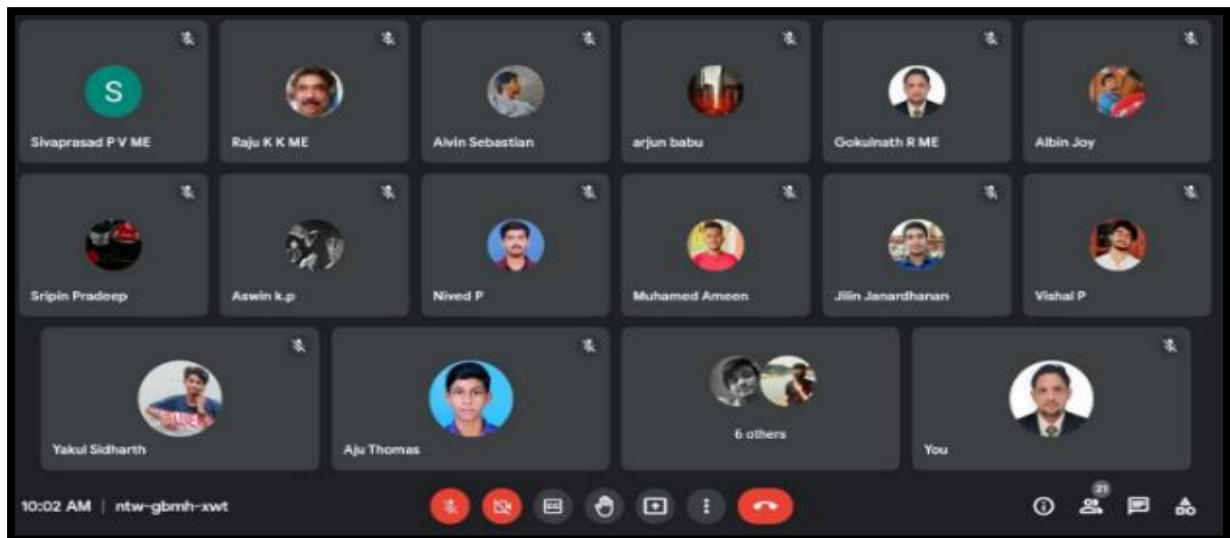 S
Sivaprasad P V ME
Raju K K ME
Alvin Sebastian
arjun babu
Gokulnath R ME
Albin Joy
Sripin Pradeep
Aswin k.p
Nived P
Muhamed Ameen
Jilin Janardhanan
Vishal P
Yakul Sidharth
Aju Thomas
6 others
You
10:02 AM | ntw-gbmh-xwt
21